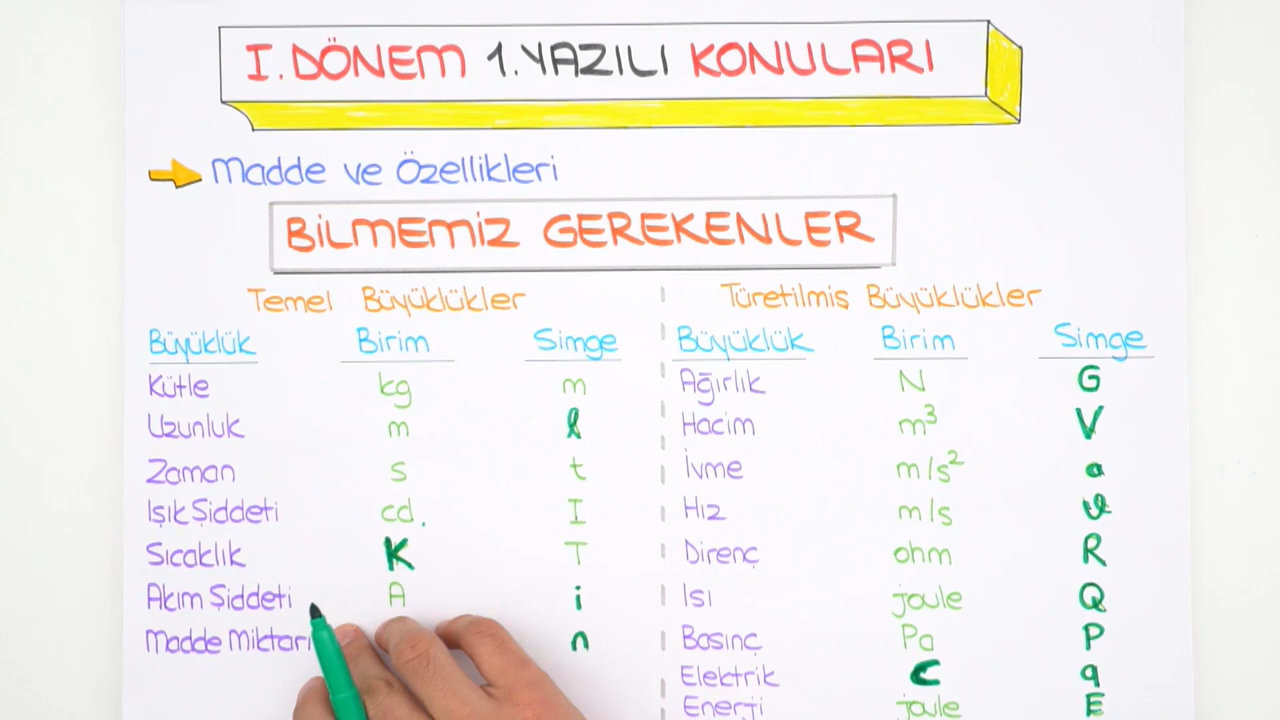 I. DÖNEM 1. YAZILI KONULARI
Madde ve Özellikleri
BİLMEMİZ GEREKENLER
Temel Büyüklükler
Büyüklük Birim Simge
Kütle kg m
Uzunluk m l
Zaman s t
Işık Şiddeti cd. I
Sıcaklık K T
Akım Şiddeti A i
Madde Miktarı n
Türetilmiş Büyüklükler
Büyüklük Birim Simge
Ağırlık N G
Hacim m³ V
İvme m/s² a
Hız m/s v
Direnç ohm R
Isı joule Q
Basınç Pa P
Elektrik C q
Enerji joule E